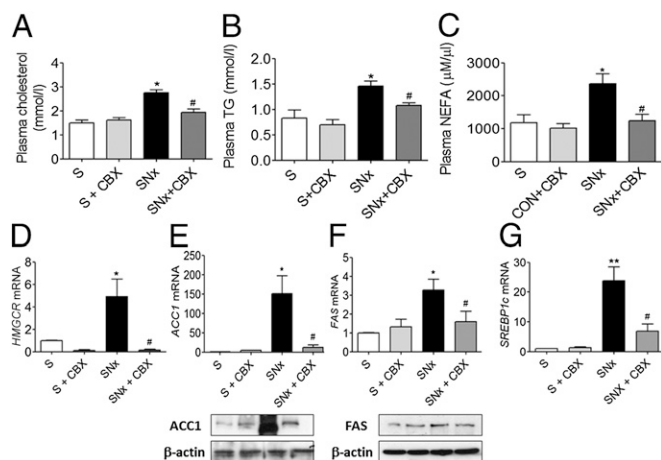 A
Plasma cholesterol
(mmol/l)
4
3
2
1
0
*
#
S
S + CBX
SNx
SNx+CBX
B
Plasma TG (mmol/l)
2.0
1.5
1.0
0.5
0.0
*
#
S
S+CBX
SNx
SNx+CBX
C
Plasma NEFA (μM/μl)
3000
2000
1000
0
*
#
S
CON+CBX
SNx
SNx+CBX
D
HMGCR mRNA
8
6
4
2
0
*
#
S
S + CBX
SNx
SNx + CBX
E
ACC1 mRNA
250
200
150
100
50
0
*
#
S
S + CBX
SNx
SNx + CBX
F
FAS mRNA
5
4
3
2
1
0
*
#
S
S + CBX
SNx
SNx + CBX
G
SREBP1c mRNA
30
20
10
0
**
#
S
S + CBX
SNx
SNX + CBX
ACC1
β-actin
FAS
β-actin